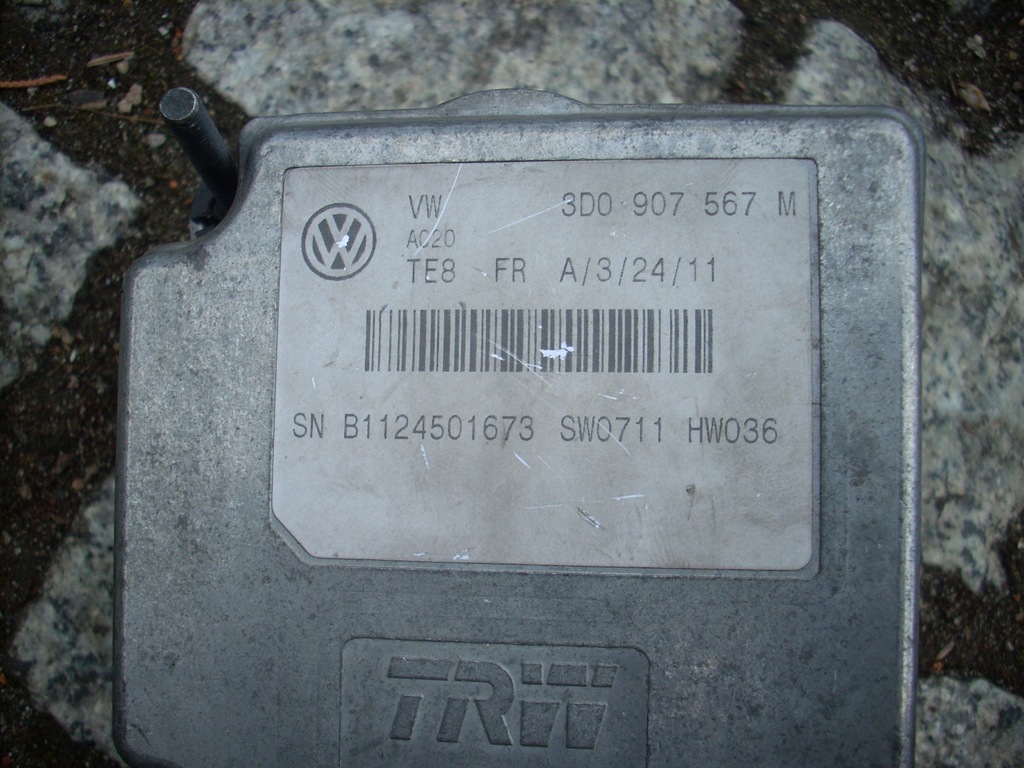 VW 3D0 907 567 M
AC20
TE8 FR A/3/24/11
SN B1124501673 SW0711 HW036
TRW